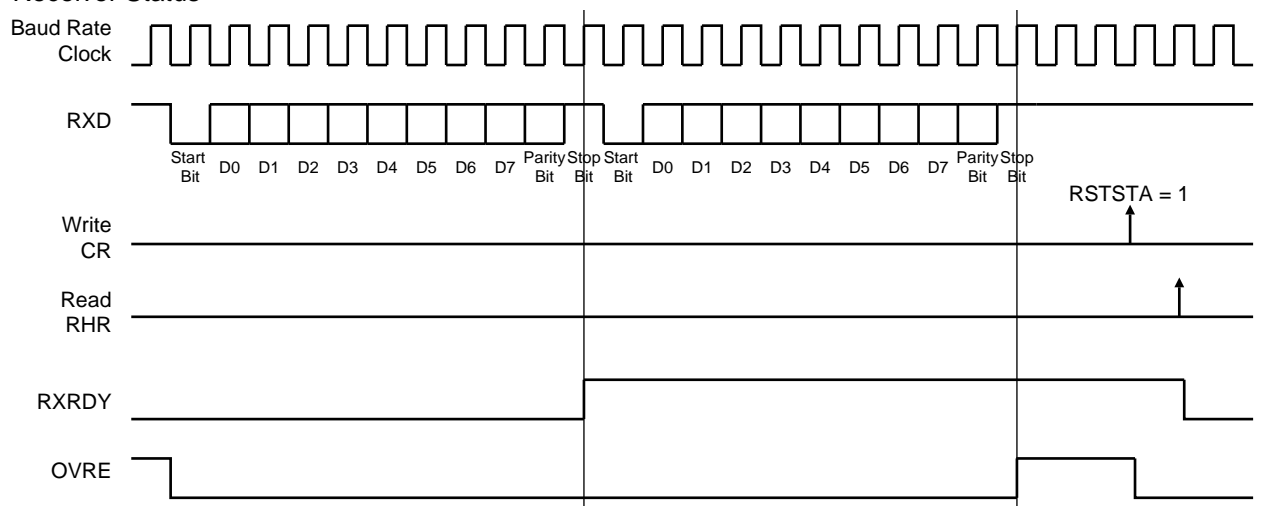 Baud Rate
Clock
RXD
Start
Bit
D0 D1 D2 D3 D4 D5 D6 D7
Parity
Bit
Stop
Bit
Start
Bit
D0 D1 D2 D3 D4 D5 D6 D7
Parity
Bit
Stop
Bit
RSTSTA = 1
Write
CR
Read
RHR
RXRDY
OVRE